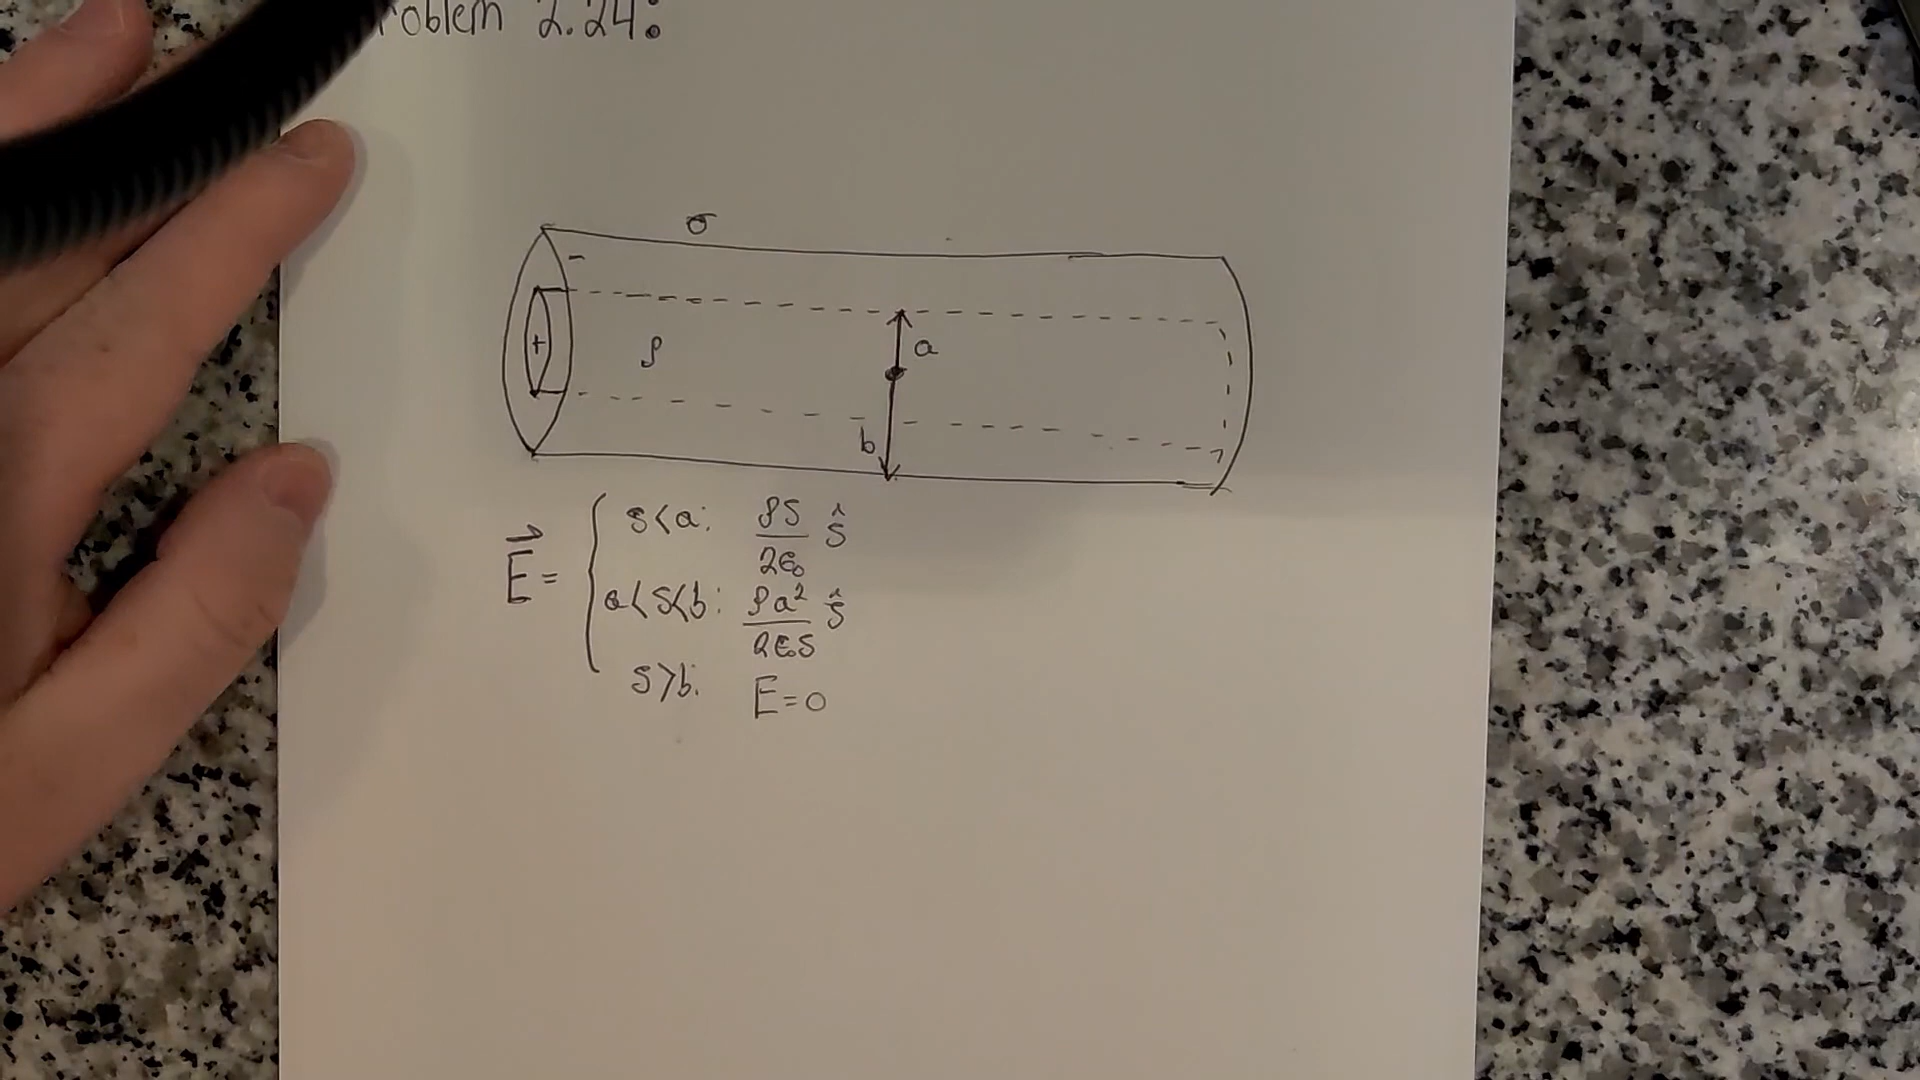 roblem 2.24:
σ
-
+ ρ a
b
s<a: ρs/2ε₀ ŝ
E⃗ = { a<s<b: ρa²/2ε₀s ŝ
s>b: E=0